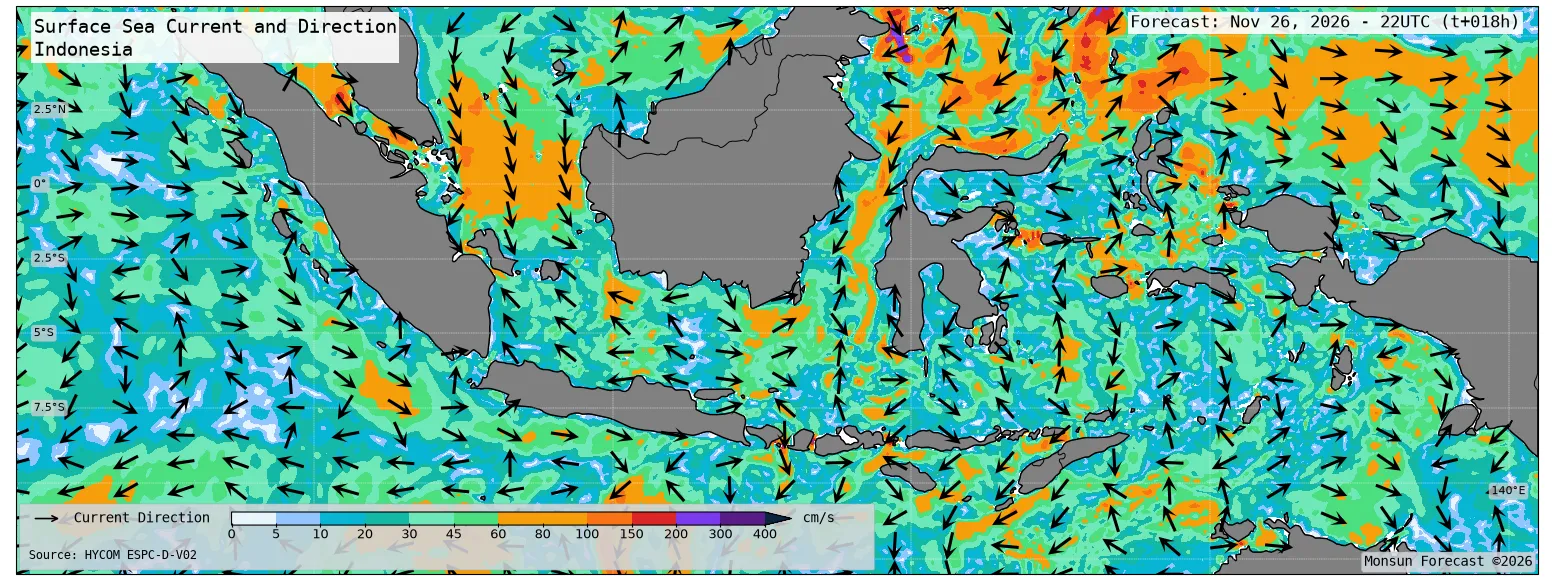 Surface Sea Current and Direction
Indonesia
Forecast: Nov 26, 2026 - 22UTC (t+018h)
2.5°N
0°
2.5°S
5°S
7.5°S
140°E
Current Direction
0 5 10 20 30 45 60 80 100 150 200 300 400 cm/s
Source: HYCOM ESPC-D-V02
Monsun Forecast ©2026